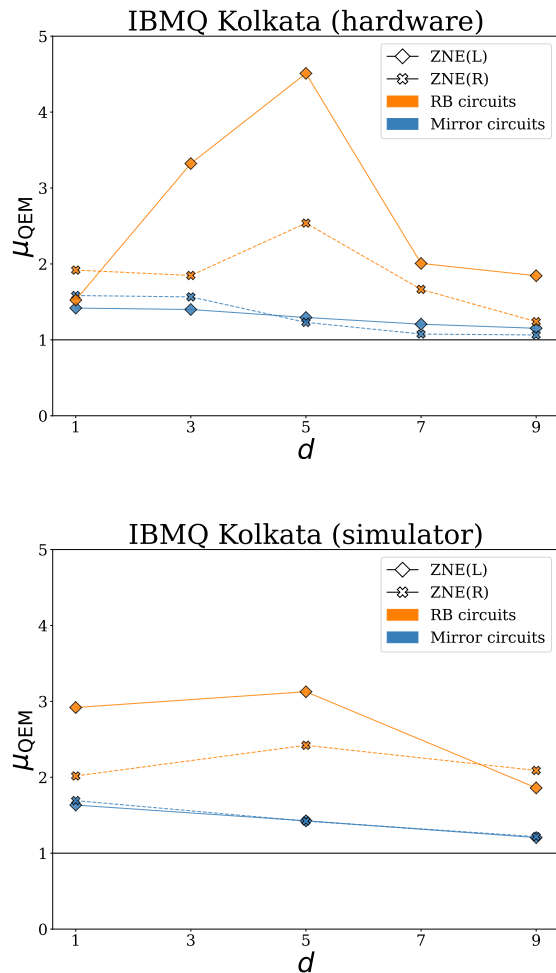 IBMQ Kolkata (hardware)
5
4
3
2
1
0
μQEM
ZNE(L)
ZNE(R)
RB circuits
Mirror circuits
1 3 5 7 9
d
IBMQ Kolkata (simulator)
5
4
3
2
1
0
μQEM
ZNE(L)
ZNE(R)
RB circuits
Mirror circuits
1 3 5 7 9
d